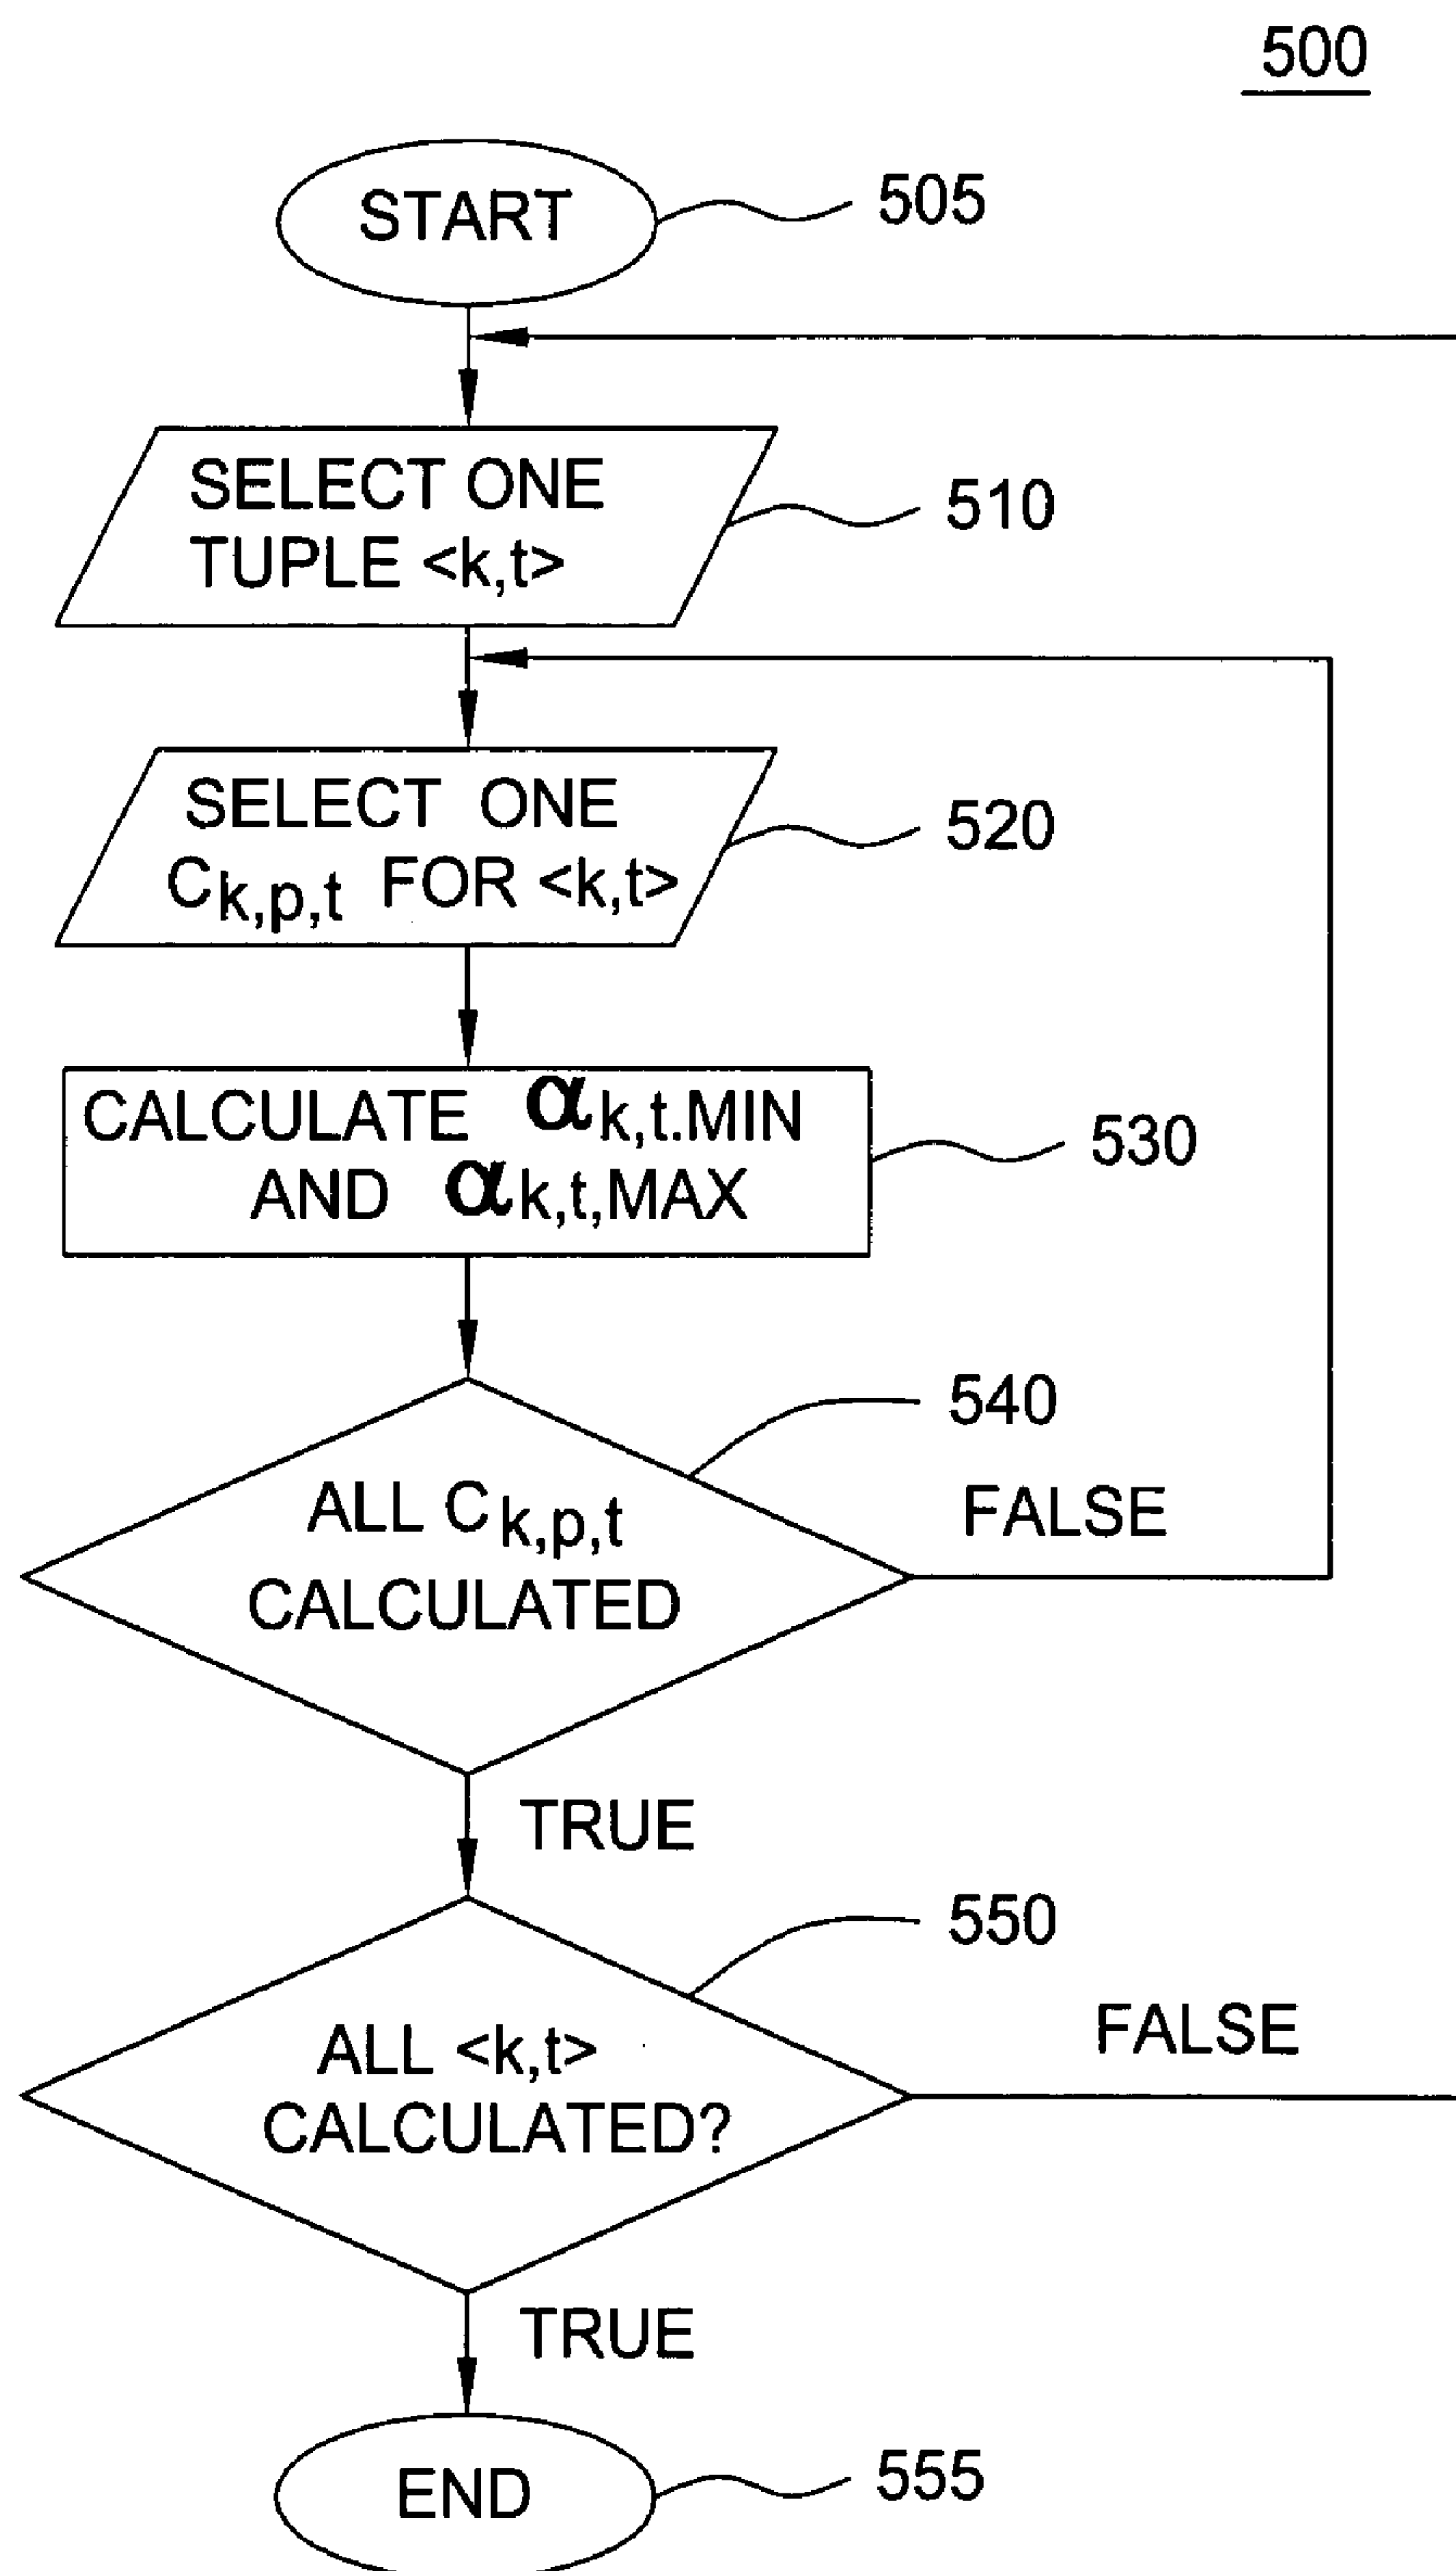 500
START
505
SELECT ONE
TUPLE <k,t>
510
SELECT ONE
Ck,p,t FOR <k,t>
520
CALCULATE αk,t.MIN
AND αk,t,MAX
530
540
ALL Ck,p,t
CALCULATED
FALSE
TRUE
550
ALL <k,t>
CALCULATED?
FALSE
TRUE
END
555